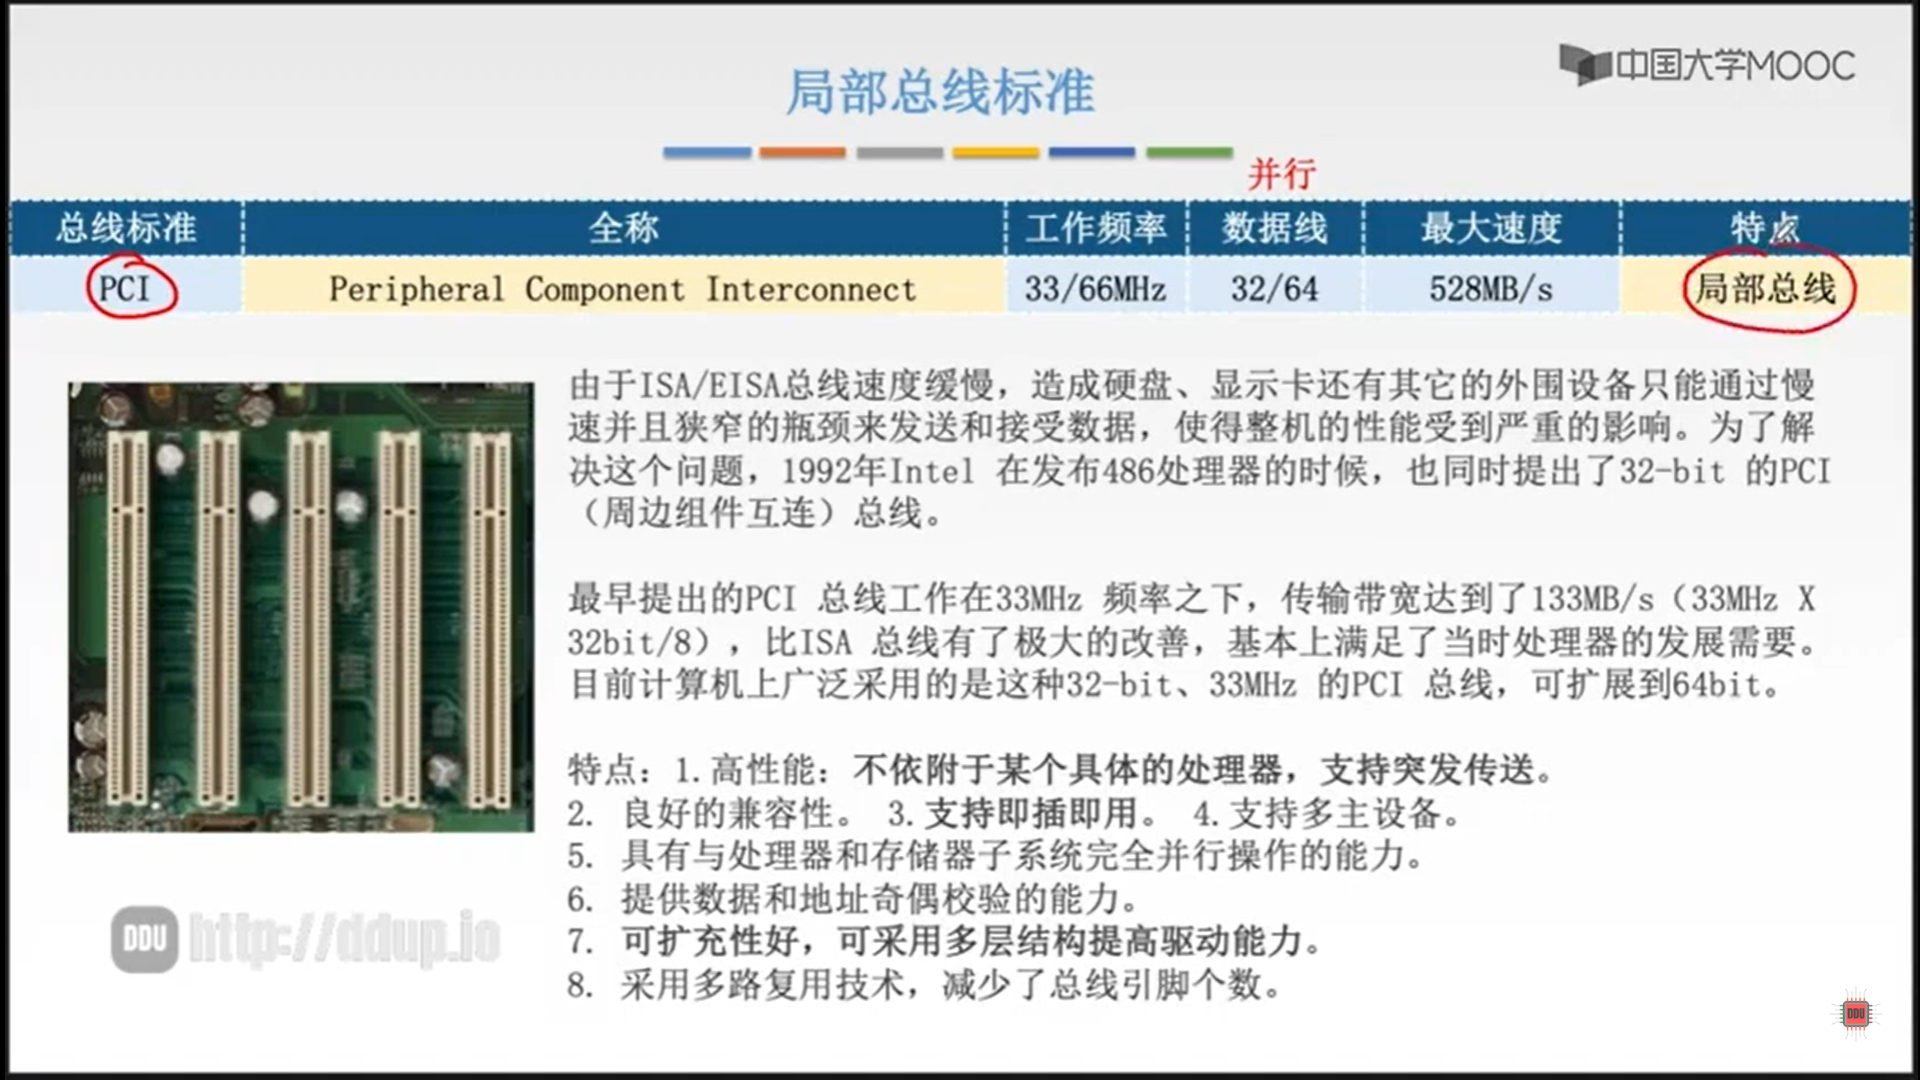 中国大学MOOC
局部总线标准
并行
总线标准 全称 工作频率 数据线 最大速度 特点
PCI Peripheral Component Interconnect 33/66MHz 32/64 528MB/s 局部总线
由于ISA/EISA总线速度缓慢，造成硬盘、显示卡还有其它的外围设备只能通过慢
速并且狭窄的瓶颈来发送和接受数据，使得整机的性能受到严重的影响。为了解
决这个问题，1992年Intel 在发布486处理器的时候，也同时提出了32-bit 的PCI
（周边组件互连）总线。
最早提出的PCI 总线工作在33MHz 频率之下，传输带宽达到了133MB/s（33MHz X
32bit/8），比ISA 总线有了极大的改善，基本上满足了当时处理器的发展需要。
目前计算机上广泛采用的是这种32-bit、33MHz 的PCI 总线，可扩展到64bit。
特点：1.高性能：不依附于某个具体的处理器，支持突发传送。
2. 良好的兼容性。 3.支持即插即用。 4.支持多主设备。
5. 具有与处理器和存储器子系统完全并行操作的能力。
6. 提供数据和地址奇偶校验的能力。
7. 可扩充性好，可采用多层结构提高驱动能力。
8. 采用多路复用技术，减少了总线引脚个数。
DDU http://ddup.io
DDU